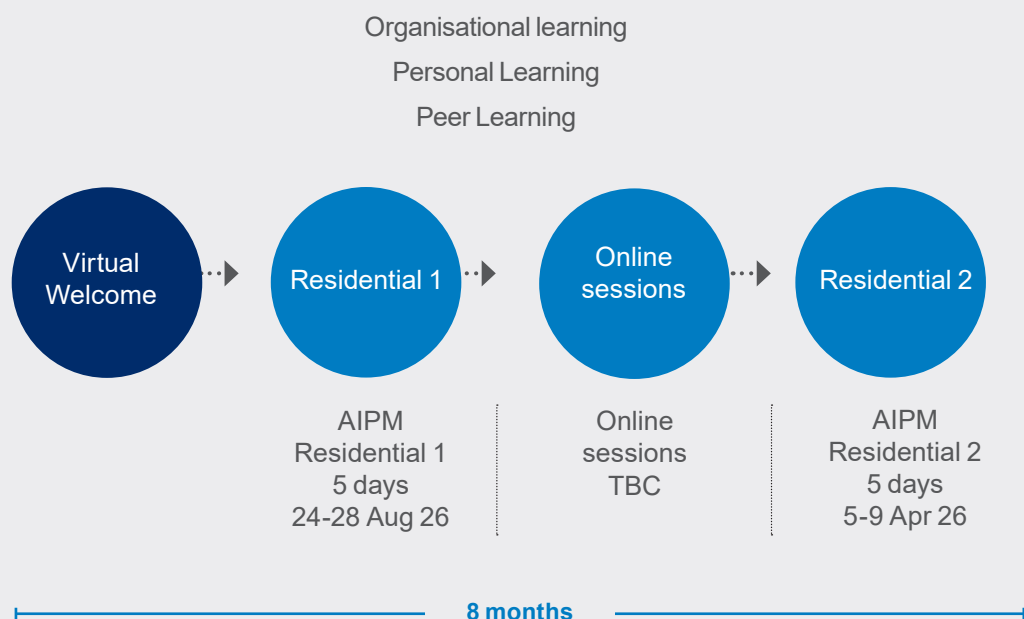 Organisational learning
Personal Learning
Peer Learning
Virtual
Welcome
Residential 1
Online
sessions
Residential 2
AIPM
Residential 1
5 days
24-28 Aug 26
Online
sessions
TBC
AIPM
Residential 2
5 days
5-9 Apr 26
8 months